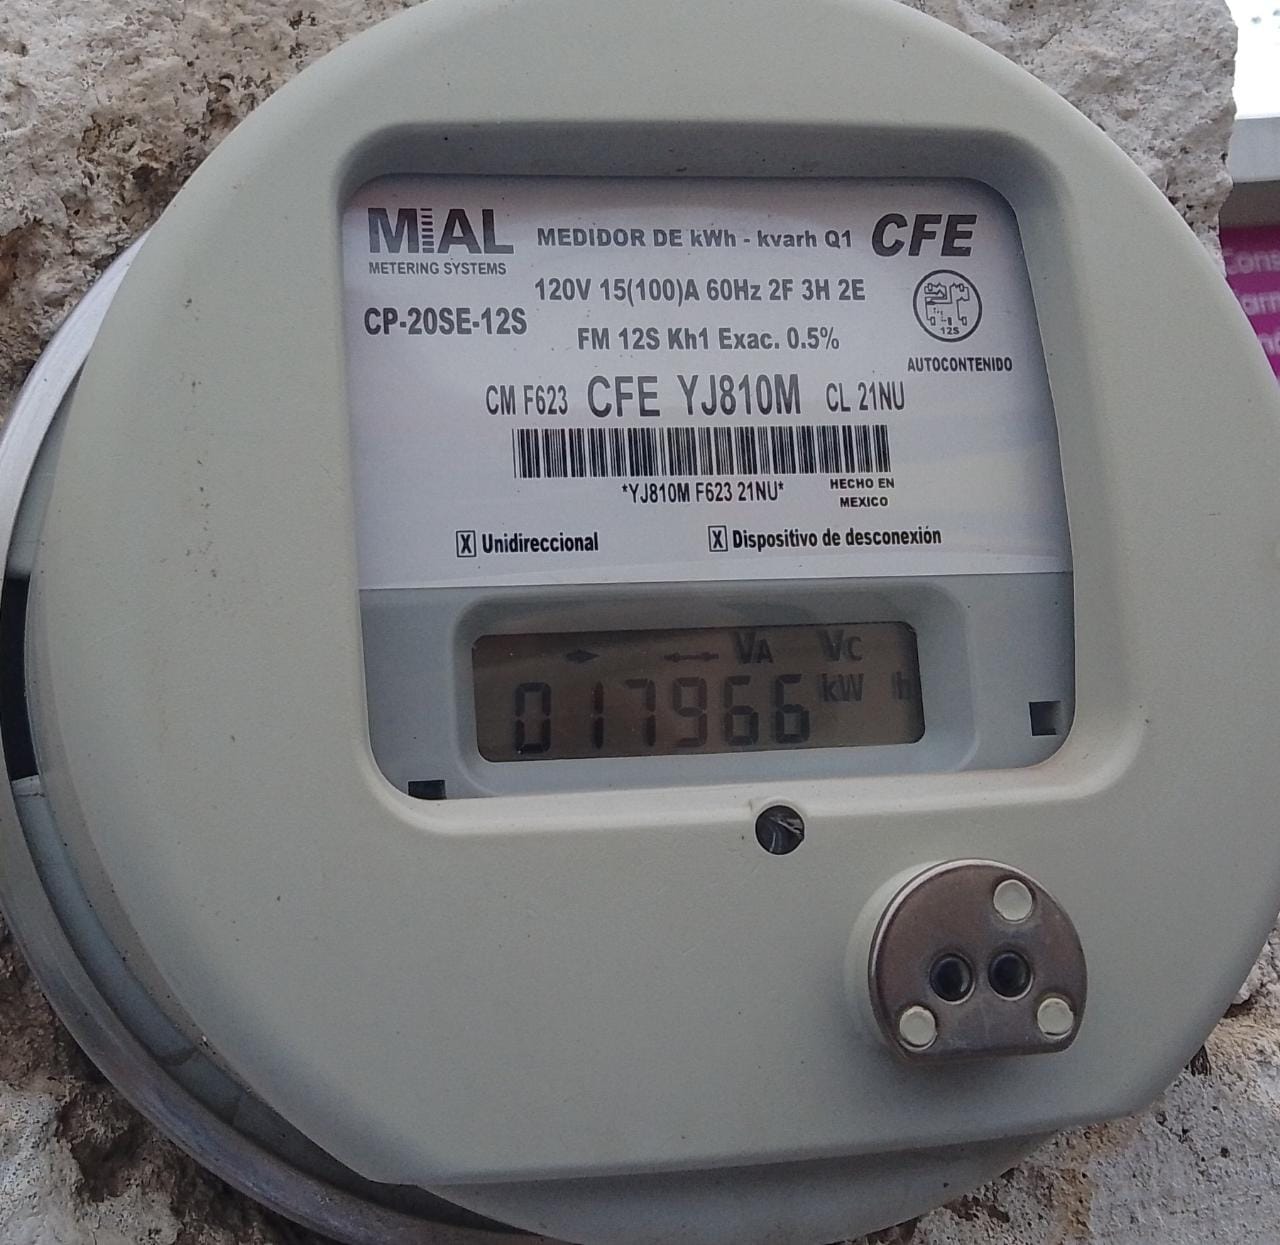 MIAL
METERING SYSTEMS
MEDIDOR DE kWh - kvarh Q1
CFE
120V 15(100)A 60Hz 2F 3H 2E
CP-20SE-12S
FM 12S Kh1 Exac. 0.5%
12S
AUTOCONTENIDO
CM F623 CFE YJ810M CL 21NU
*YJ810M F623 21NU*
HECHO EN
MEXICO
X Unidireccional
X Dispositivo de desconexión
VA VC
017966 kW h